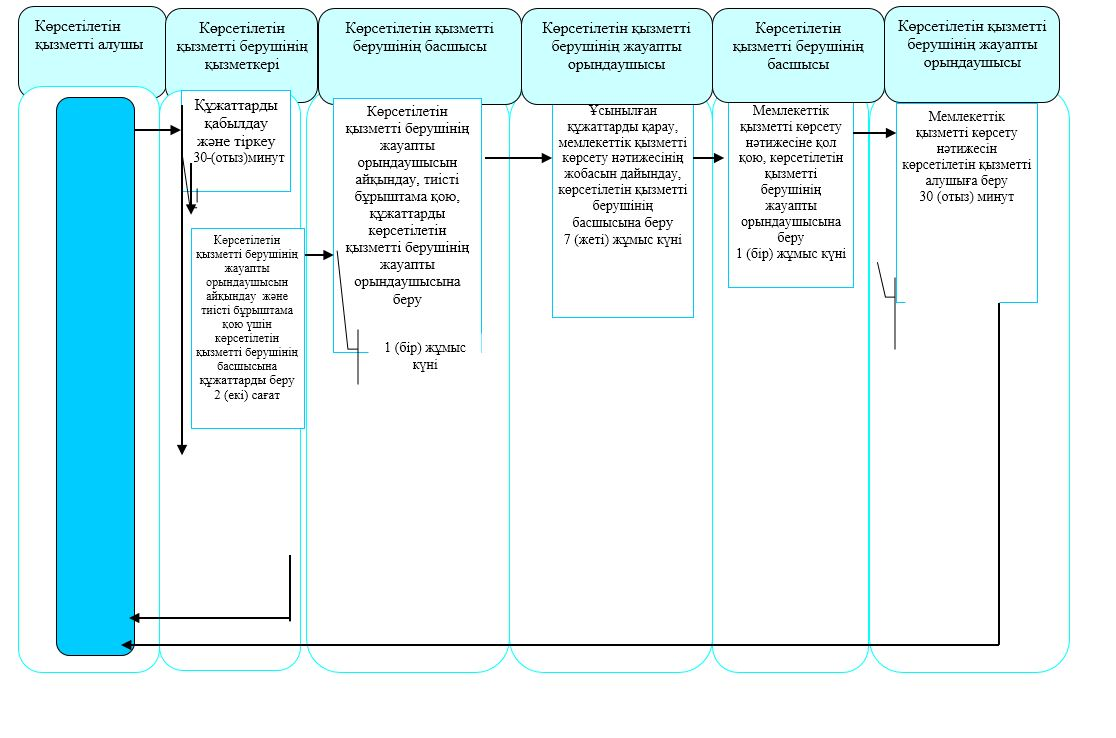 Көрсетілетін
қызметті алушы
Көрсетілетін
қызметті берушінің
қызметкері
Көрсетілетін қызметті
берушінің басшысы
Көрсетілетін қызметті
берушінің жауапты
орындаушысы
Көрсетілетін
қызметті берушінің
басшысы
Көрсетілетін қызметті
берушінің жауапты
орындаушысы
Құжаттарды
қабылдау
және тіркеу
30-(отыз)минут
Көрсетілетін
қызметті берушінің
жауапты
орындаушысын
айқындау және
тиісті бұрыштама
қою үшін
көрсетілетін
қызметті берушінің
басшысына
құжаттарды беру
2 (екі) сағат
Көрсетілетін
қызметті берушінің
жауапты
орындаушысын
айқындау, тиісті
бұрыштама қою,
құжаттарды
көрсетілетін
қызметті берушінің
жауапты
орындаушысына
беру
1 (бір) жұмыс
күні
Ұсынылған
құжаттарды қарау,
мемлекеттік қызметті
көрсету нәтижесінің
жобасын дайындау,
көрсетілетін қызметті
берушінің
басшысына беру
7 (жеті) жұмыс күні
Мемлекеттік
қызметті көрсету
нәтижесіне қол
қою, көрсетілетін
қызметті
берушінің
жауапты
орындаушысына
беру
1 (бір) жұмыс күні
Мемлекеттік
қызметті көрсету
нәтижесін
көрсетілетін қызметті
алушыға беру
30 (отыз) минут